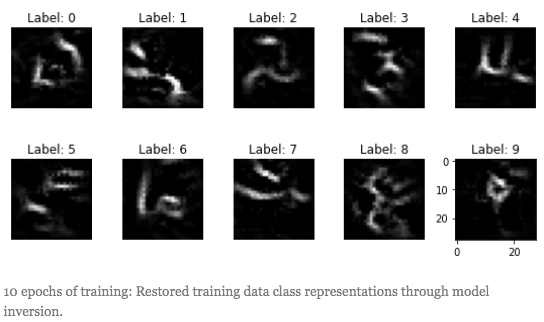 Label: 0 Label: 1 Label: 2 Label: 3 Label: 4
Label: 5 Label: 6 Label: 7 Label: 8 Label: 9
0
10
20
0 20
10 epochs of training: Restored training data class representations through model
inversion.